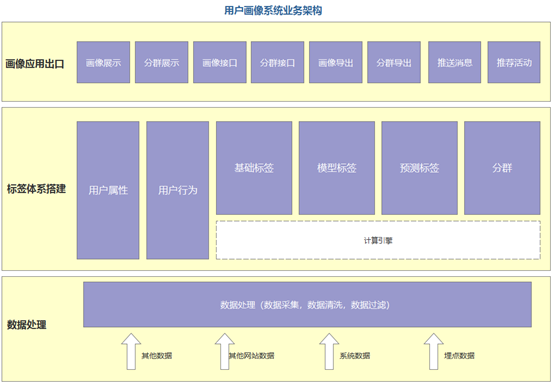 用户画像系统业务架构
画像应用出口
画像展示
分群展示
画像接口
分群接口
画像导出
分群导出
推送消息
推荐活动
标签体系搭建
用户属性
用户行为
基础标签
模型标签
预测标签
分群
计算引擎
数据处理
数据处理（数据采集，数据清洗，数据过滤）
其他数据
其他网站数据
系统数据
埋点数据